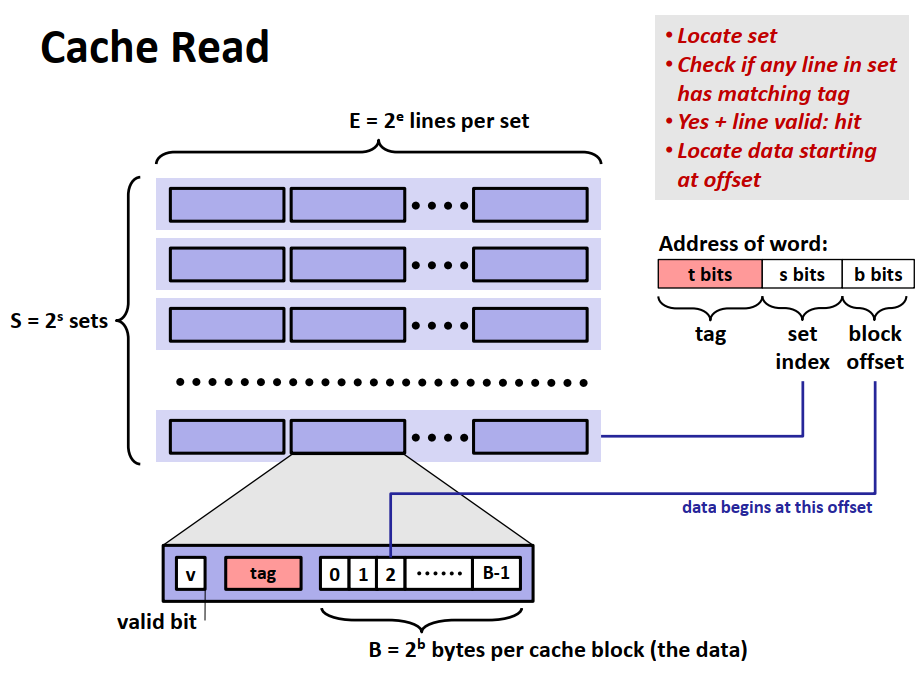 Cache Read
• Locate set
• Check if any line in set
has matching tag
• Yes + line valid: hit
• Locate data starting
at offset
E = 2ᵉ lines per set
S = 2ˢ sets
Address of word:
t bits s bits b bits
tag set block
index offset
data begins at this offset
v tag 0 1 2 •••••• B-1
valid bit
B = 2ᵇ bytes per cache block (the data)